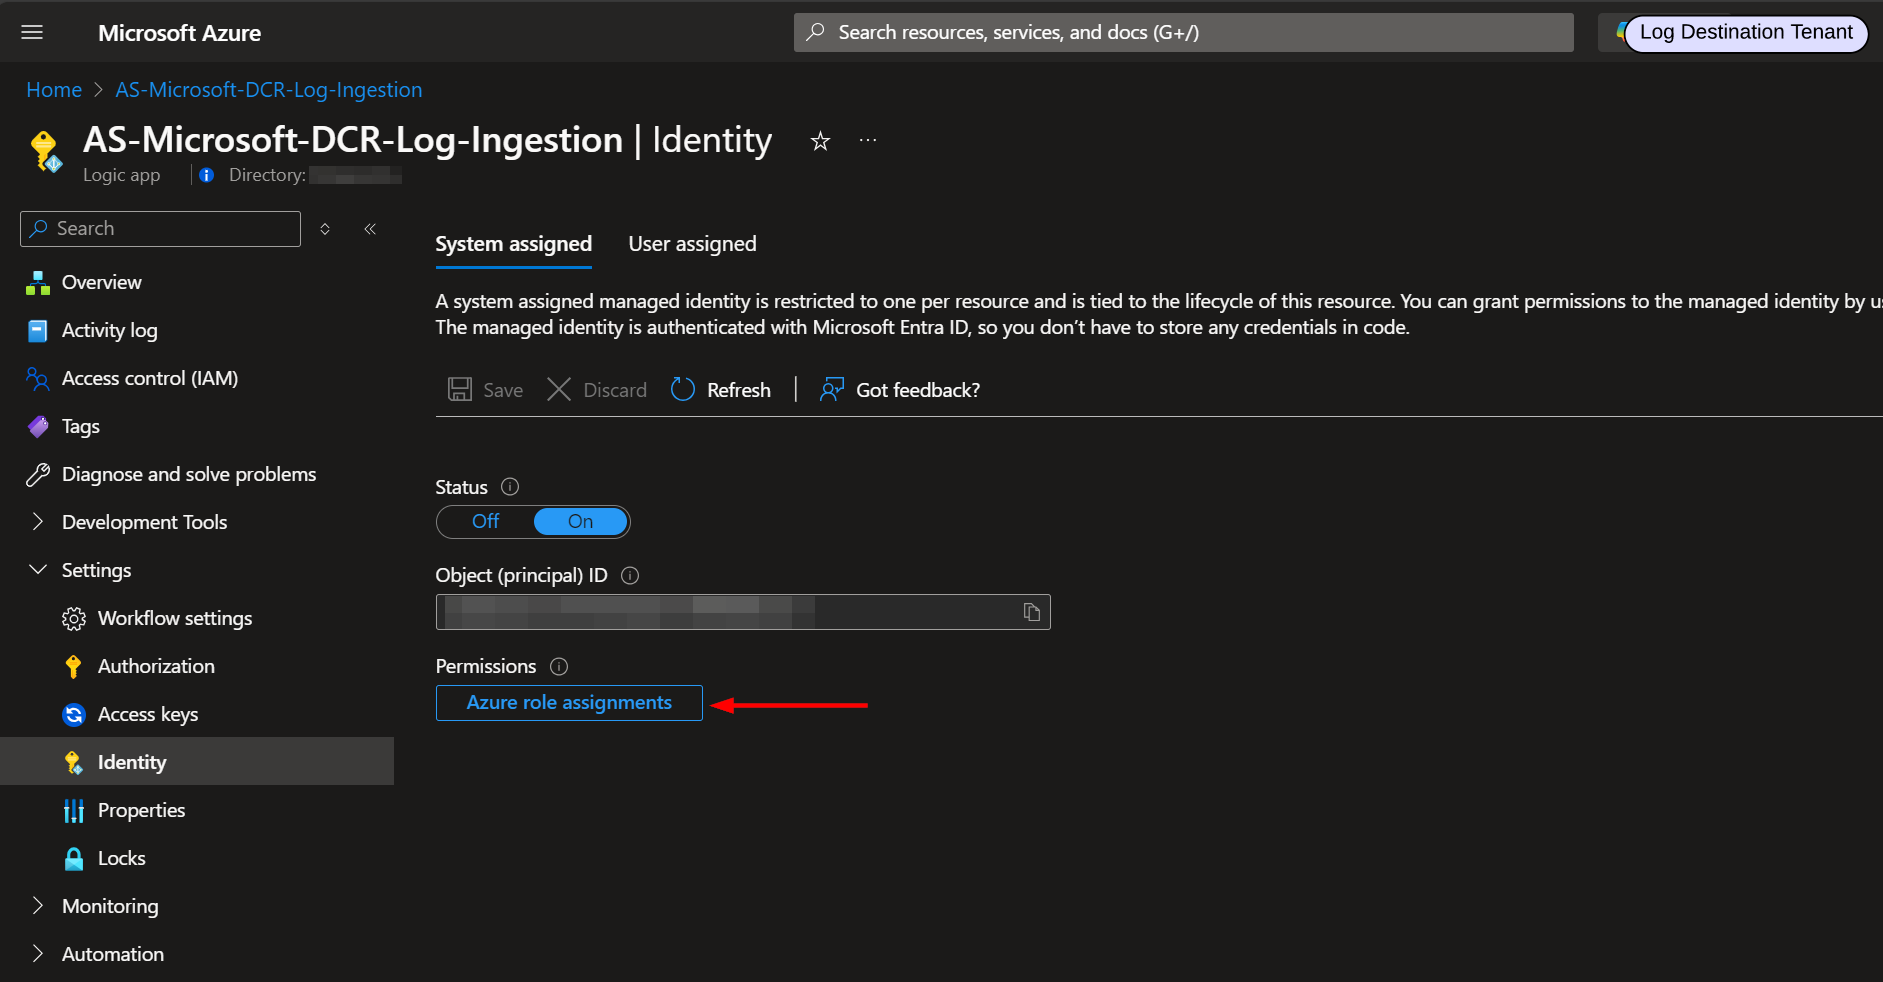 Microsoft Azure
Search resources, services, and docs (G+/)
Log Destination Tenant
Home > AS-Microsoft-DCR-Log-Ingestion
AS-Microsoft-DCR-Log-Ingestion | Identity
Logic app
Directory:
Search
System assigned
User assigned
A system assigned managed identity is restricted to one per resource and is tied to the lifecycle of this resource. You can grant permissions to the managed identity by
The managed identity is authenticated with Microsoft Entra ID, so you don’t have to store any credentials in code.
Save
Discard
Refresh
Got feedback?
Status
Off
On
Object (principal) ID
Permissions
Azure role assignments
Overview
Activity log
Access control (IAM)
Tags
Diagnose and solve problems
Development Tools
Settings
Workflow settings
Authorization
Access keys
Identity
Properties
Locks
Monitoring
Automation